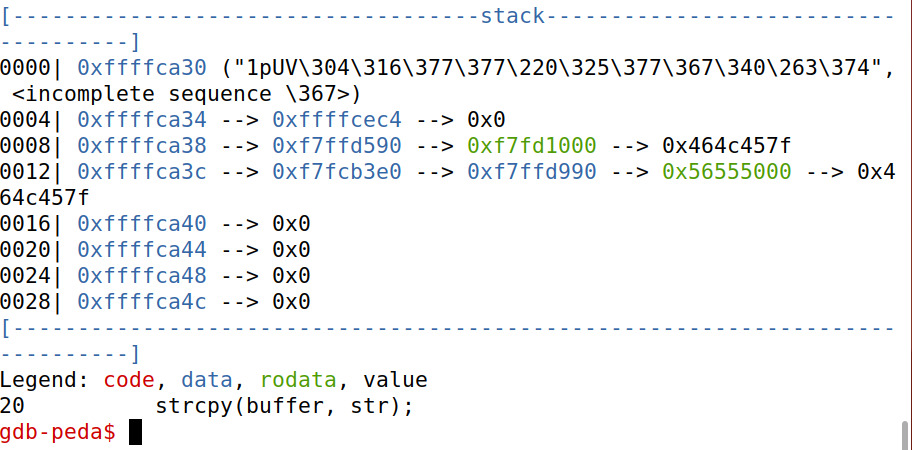 [------------------------------------stack---------------------------
----------]
0000| 0xffffca30 ("1pUV\304\316\377\377\220\325\377\367\340\263\374",
 <incomplete sequence \367>)
0004| 0xffffca34 --> 0xffffcec4 --> 0x0
0008| 0xffffca38 --> 0xf7ffd590 --> 0xf7fd1000 --> 0x464c457f
0012| 0xffffca3c --> 0xf7fcb3e0 --> 0xf7ffd990 --> 0x56555000 --> 0x4
64c457f
0016| 0xffffca40 --> 0x0
0020| 0xffffca44 --> 0x0
0024| 0xffffca48 --> 0x0
0028| 0xffffca4c --> 0x0
[--------------------------------------------------------------------
----------]
Legend: code, data, rodata, value
20          strcpy(buffer, str);
gdb-peda$